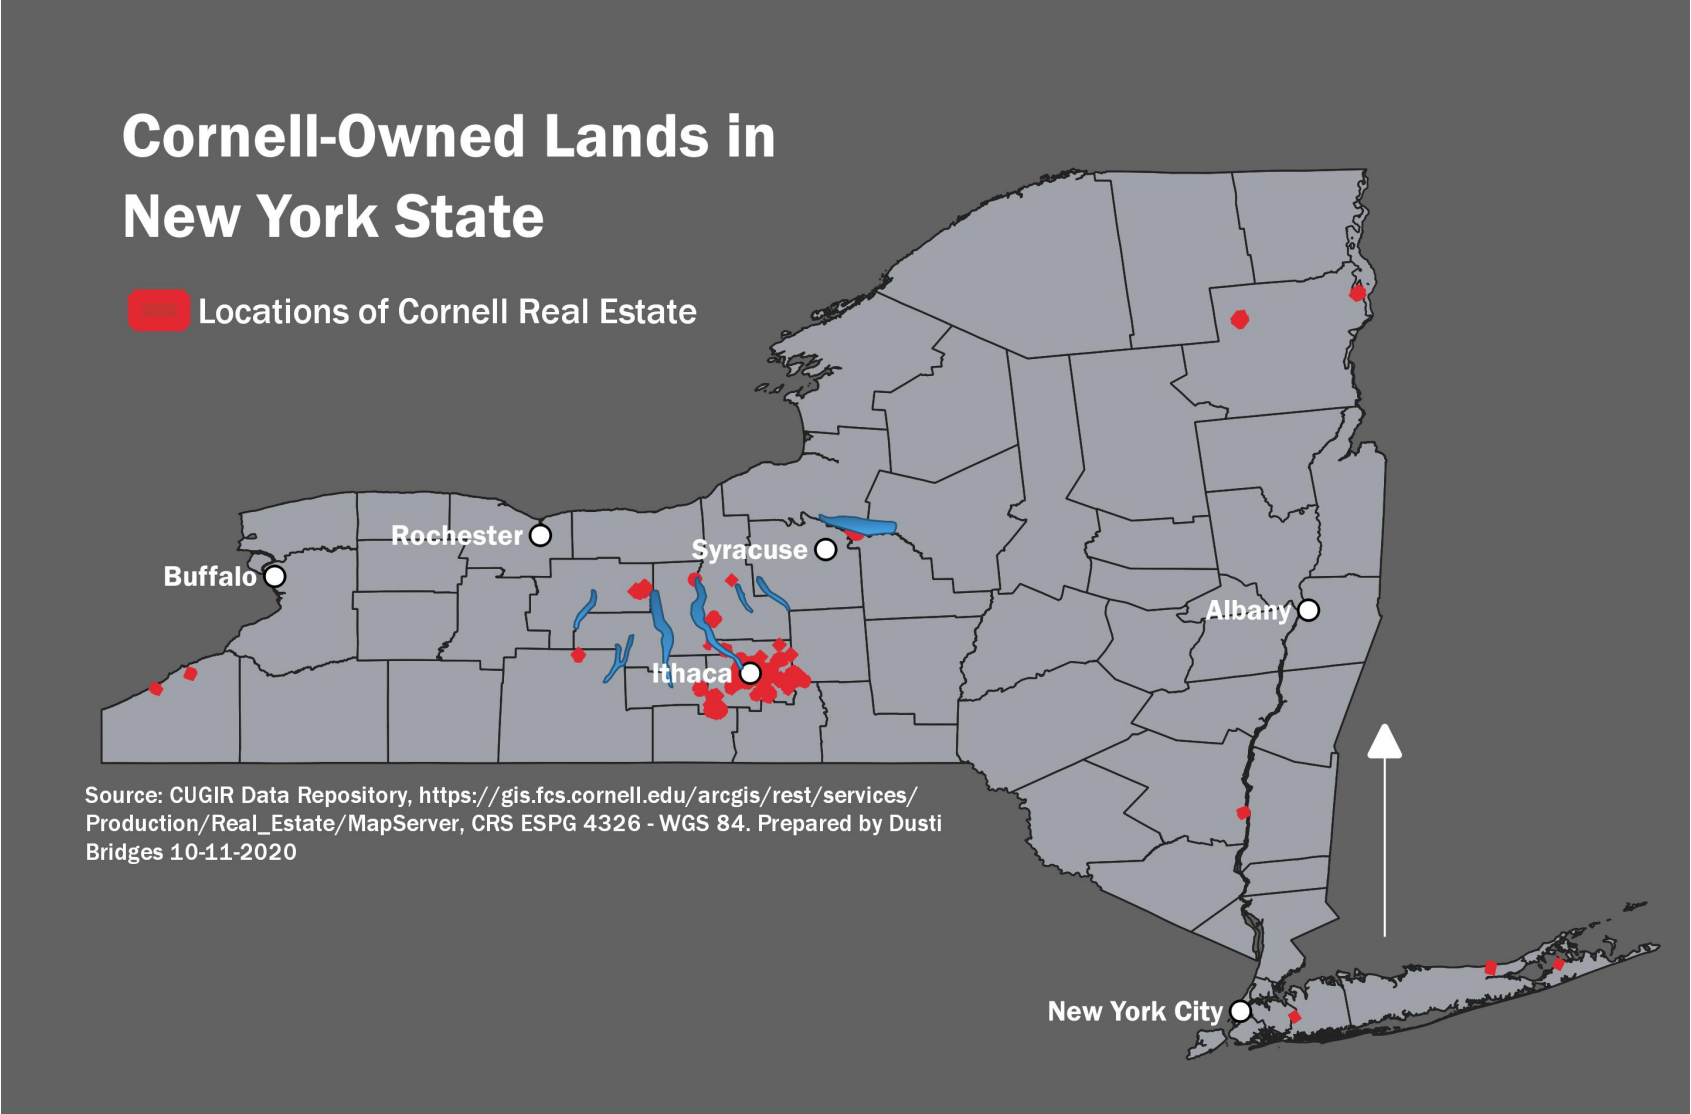 Cornell-Owned Lands in
New York State
Locations of Cornell Real Estate
Rochester
Syracuse
Buffalo
Albany
Ithaca
Source: CUGIR Data Repository, https://gis.fcs.cornell.edu/arcgis/rest/services/
Production/Real_Estate/MapServer, CRS ESPG 4326 - WGS 84. Prepared by Dusti
Bridges 10-11-2020
New York City